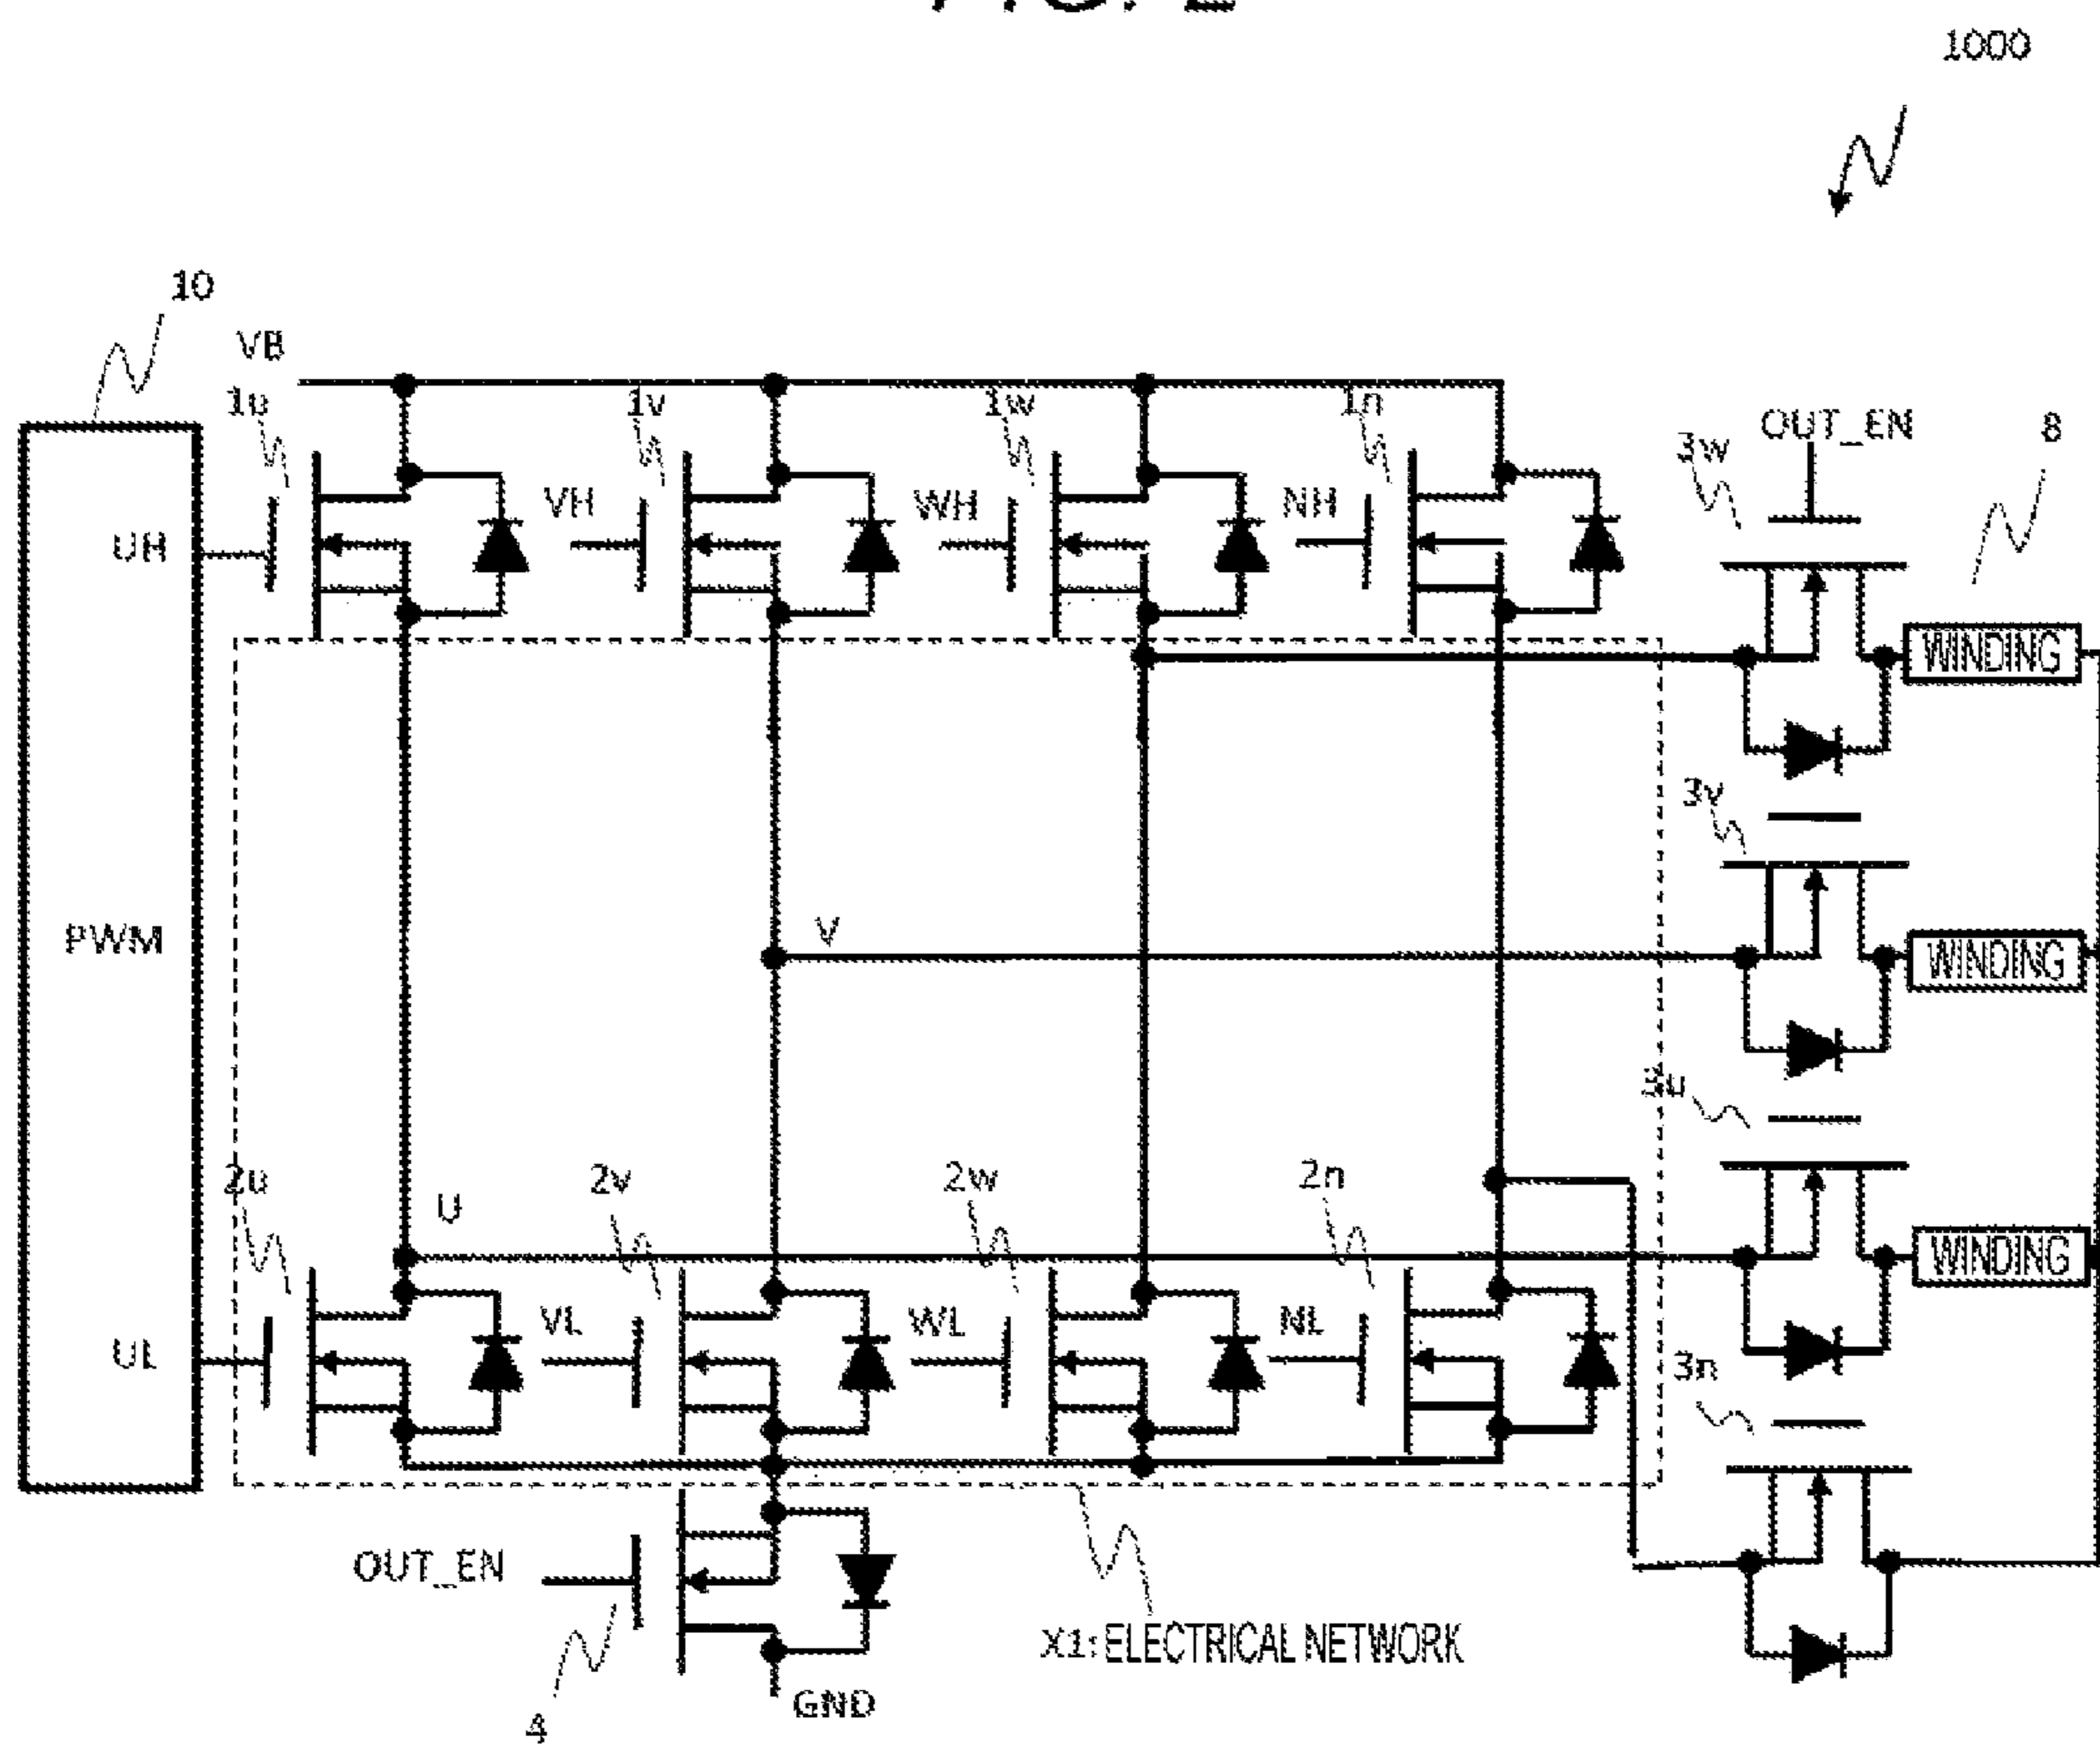 1000
10
VB
1u
1v
1w
1n
OUT_EN
8
3w
UH
VH
WH
NH
WINDING
3v
V
PWM
WINDING
3u
2u
U
2v
2w
2n
WINDING
UL
VL
WL
NL
3n
OUT_EN
X1: ELECTRICAL NETWORK
4
GND